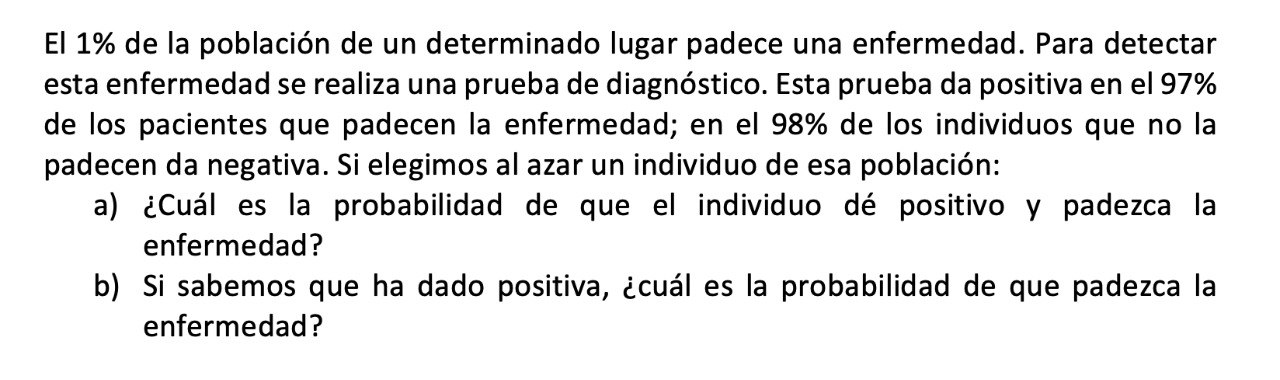 El 1% de la población de un determinado lugar padece una enfermedad. Para detectar
esta enfermedad se realiza una prueba de diagnóstico. Esta prueba da positiva en el 97%
de los pacientes que padecen la enfermedad; en el 98% de los individuos que no la
padecen da negativa. Si elegimos al azar un individuo de esa población:
a) ¿Cuál es la probabilidad de que el individuo dé positivo y padezca la
enfermedad?
b) Si sabemos que ha dado positiva, ¿cuál es la probabilidad de que padezca la
enfermedad?